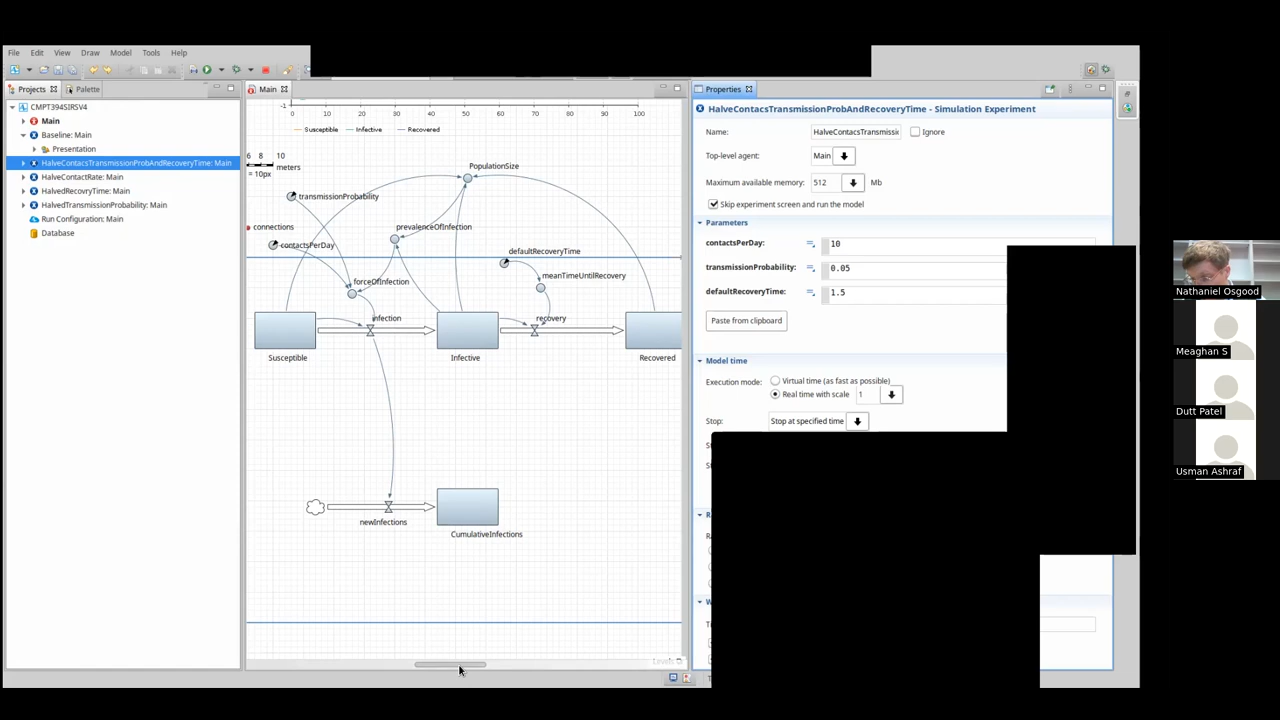 File Edit View Draw Model Tools Help
Projects Palette
CMPT394SIRSV4
Main
Baseline: Main
Presentation
HalveContacsTransmissionProbAndRecoveryTime: Main
HalveContactRate: Main
HalvedRecovryTime: Main
HalvedTransmissionProbability: Main
Run Configuration: Main
Database
Main
-1
0 10 20 30 40 50 60 70 80 90 100
Susceptible Infective Recovered
6 8 10
meters
= 10px
PopulationSize
transmissionProbability
connections
prevalenceOfInfection
contactsPerDay
defaultRecoveryTime
meanTimeUntilRecovery
forceOfInfection
infection
recovery
Susceptible
Infective
Recovered
newInfections
CumulativeInfections
Levels
Properties
HalveContacsTransmissionProbAndRecoveryTime - Simulation Experiment
Name: HalveContacsTransmissi
Ignore
Top-level agent: Main
Maximum available memory: 512 Mb
Skip experiment screen and run the model
Parameters
contactsPerDay: 10
transmissionProbability: 0.05
defaultRecoveryTime: 1.5
Paste from clipboard
Model time
Execution mode: Virtual time (as fast as possible)
Real time with scale 1
Stop: Stop at specified time
Nathaniel Osgood
Meaghan S
Dutt Patel
Usman Ashraf